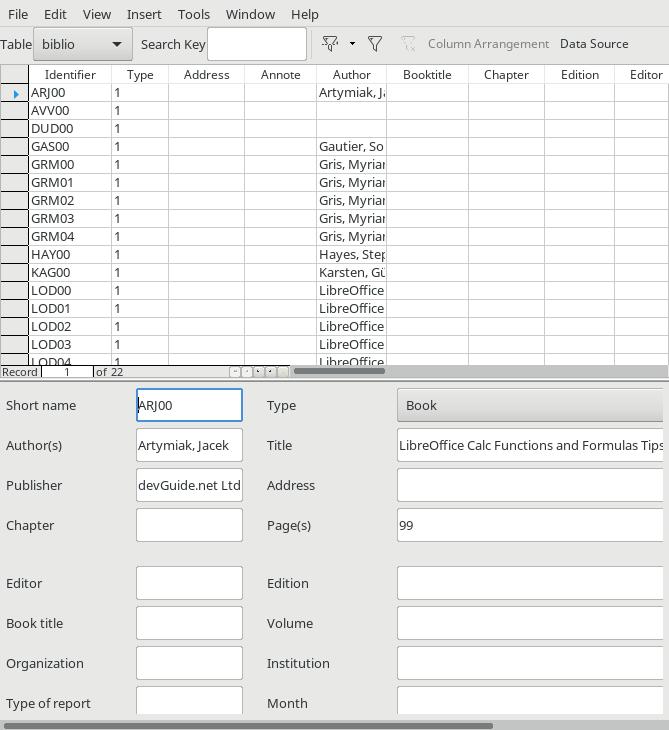 File Edit View Insert Tools Window Help
Table biblio Search Key Column Arrangement Data Source
Identifier Type Address Annote Author Booktitle Chapter Edition Editor
ARJ00 1 Artymiak, Ja
AVV00 1
DUD00 1
GAS00 1 Gautier, So
GRM00 1 Gris, Myriar
GRM01 1 Gris, Myriar
GRM02 1 Gris, Myriar
GRM03 1 Gris, Myriar
GRM04 1 Gris, Myriar
HAY00 1 Hayes, Step
KAG00 1 Karsten, Gü
LOD00 1 LibreOffice
LOD01 1 LibreOffice
LOD02 1 LibreOffice
LOD03 1 LibreOffice
LOD04 1 LibreOffice
Record 1 of 22
Short name ARJ00 Type Book
Author(s) Artymiak, Jacek Title LibreOffice Calc Functions and Formulas Tips
Publisher devGuide.net Ltd Address
Chapter Page(s) 99
Editor Edition
Book title Volume
Organization Institution
Type of report Month